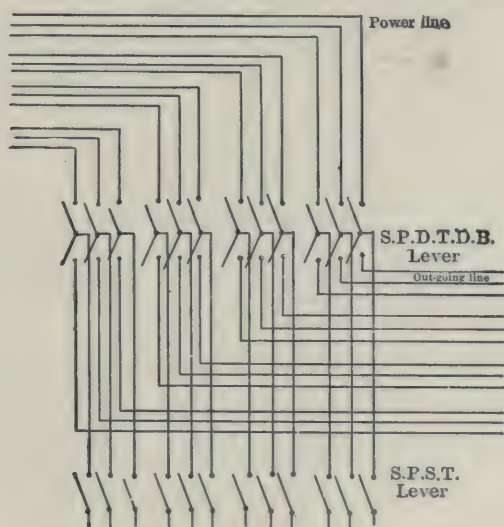 Power line
S.P.D.T.D.B.
Lever
Out-going line
S.P.S.T.
Lever